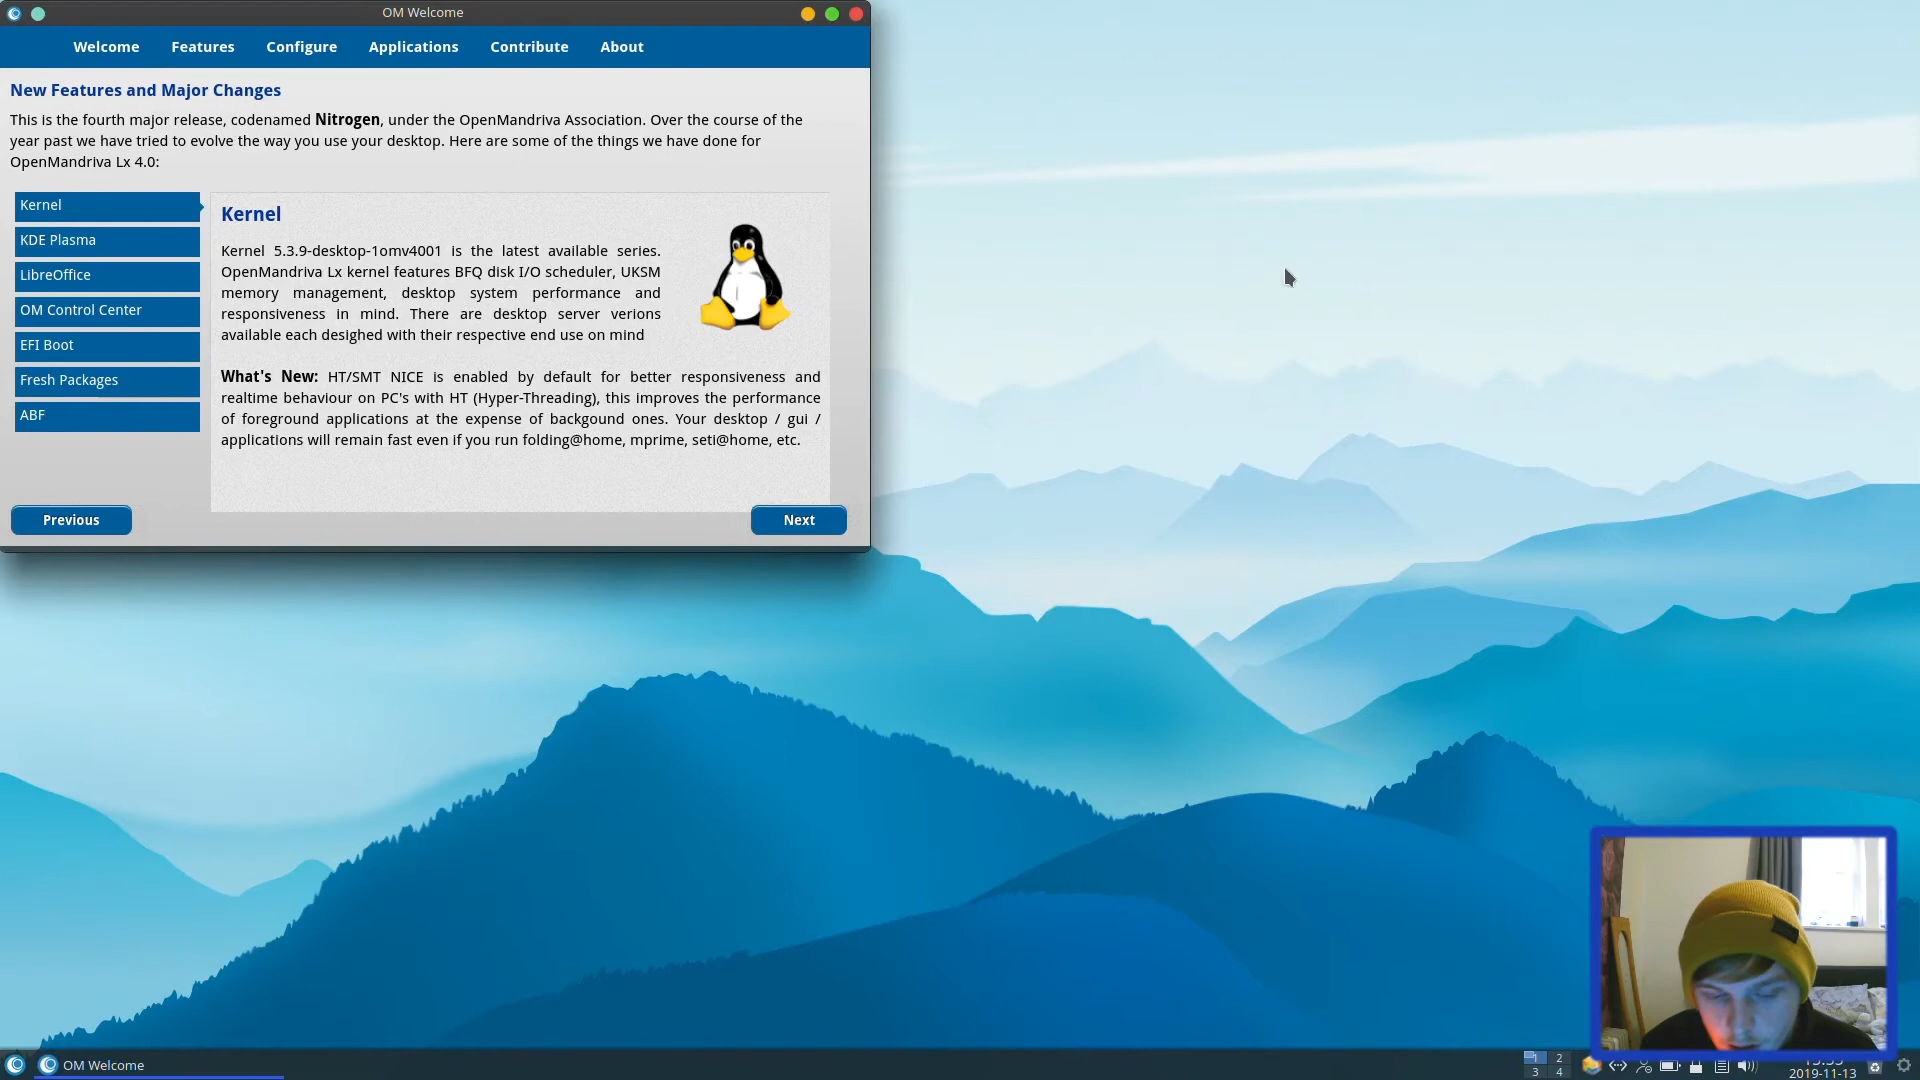 OM Welcome
Welcome Features Configure Applications Contribute About
New Features and Major Changes
This is the fourth major release, codenamed Nitrogen, under the OpenMandriva Association. Over the course of the
year past we have tried to evolve the way you use your desktop. Here are some of the things we have done for
OpenMandriva Lx 4.0:
Kernel
KDE Plasma
LibreOffice
OM Control Center
EFI Boot
Fresh Packages
ABF
Kernel
Kernel 5.3.9-desktop-1omv4001 is the latest available series.
OpenMandriva Lx kernel features BFQ disk I/O scheduler, UKSM
memory management, desktop system performance and
responsiveness in mind. There are desktop server verions
available each desighed with their respective end use on mind
What's New: HT/SMT NICE is enabled by default for better responsiveness and
realtime behaviour on PC's with HT (Hyper-Threading), this improves the performance
of foreground applications at the expense of backgound ones. Your desktop / gui /
applications will remain fast even if you run folding@home, mprime, seti@home, etc.
Previous
Next
OM Welcome
1 2
3 4
2019-11-13